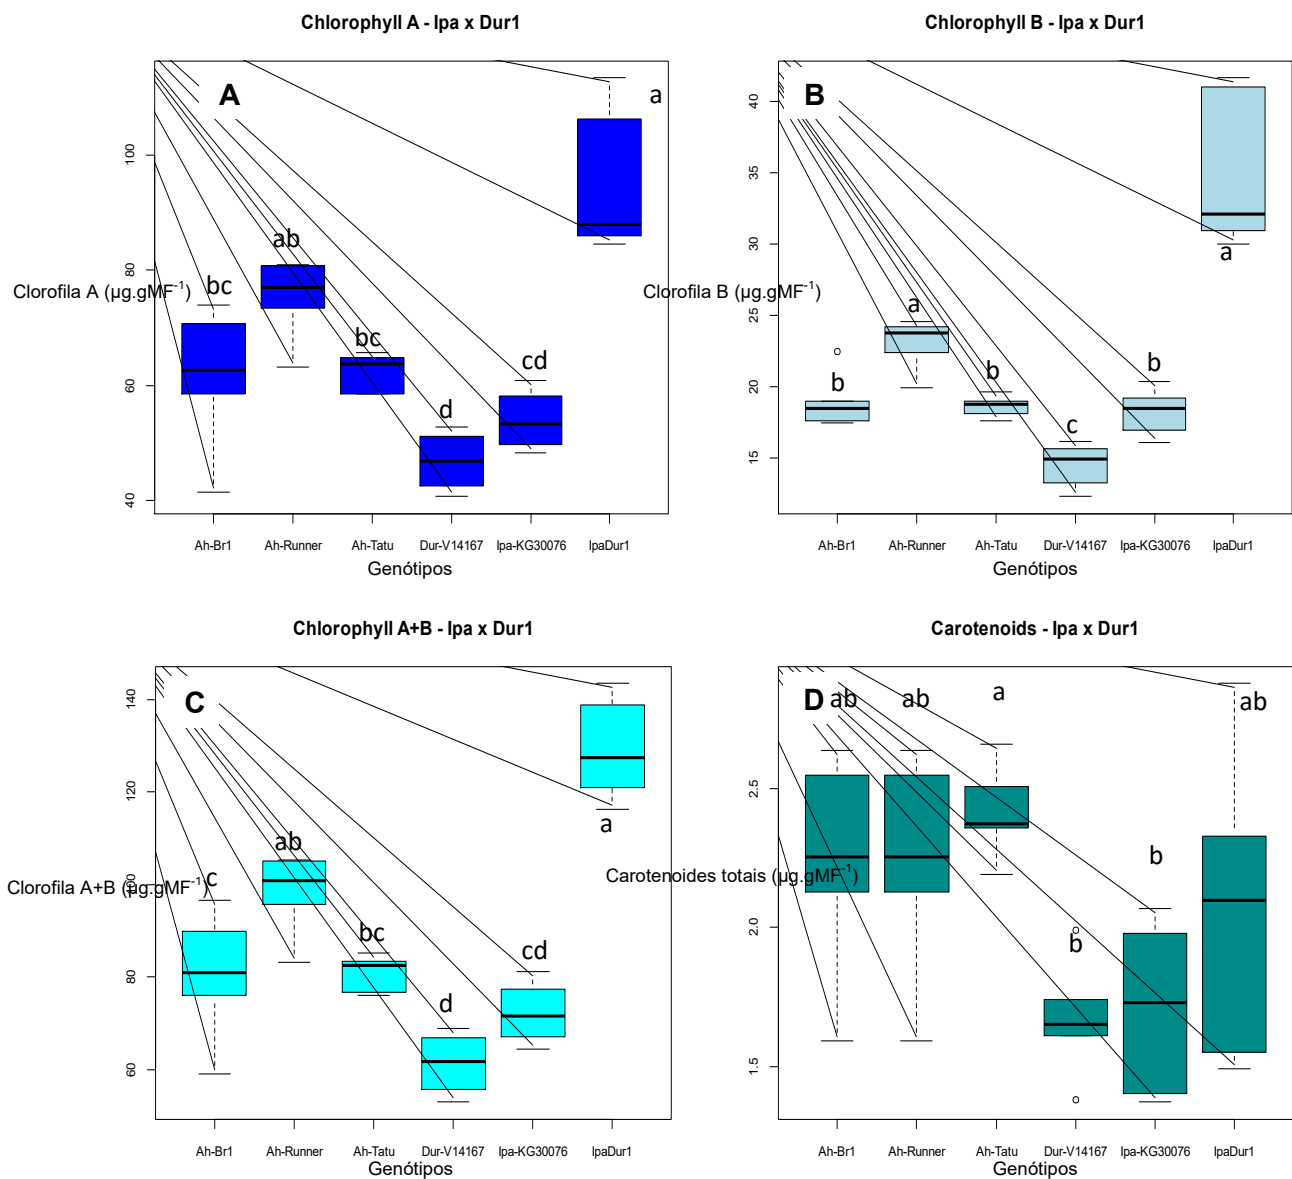 Chlorophyll A - Ipa x Dur1
A
a
ab
bc
bc
cd
d
100
80
60
40
Clorofila A (µg.gMF⁻¹)
Ah-Br1 Ah-Runner Ah-Tatu Dur-V14167 Ipa-KG30076 IpaDur1
Genótipos
Chlorophyll B - Ipa x Dur1
B
a
a
b
b
b
c
40
35
30
25
20
15
Clorofila B (µg.gMF⁻¹)
Ah-Br1 Ah-Runner Ah-Tatu Dur-V14167 Ipa-KG30076 IpaDur1
Genótipos
Chlorophyll A+B - Ipa x Dur1
C
a
ab
c
bc
cd
d
140
120
100
80
60
Clorofila A+B (µg.gMF⁻¹)
Ah-Br1 Ah-Runner Ah-Tatu Dur-V14167 Ipa-KG30076 IpaDur1
Genótipos
Carotenoids - Ipa x Dur1
D
ab
ab
a
ab
b
b
2.5
2.0
1.5
Carotenoides totais (µg.gMF⁻¹)
Ah-Br1 Ah-Runner Ah-Tatu Dur-V14167 Ipa-KG30076 IpaDur1
Genótipos